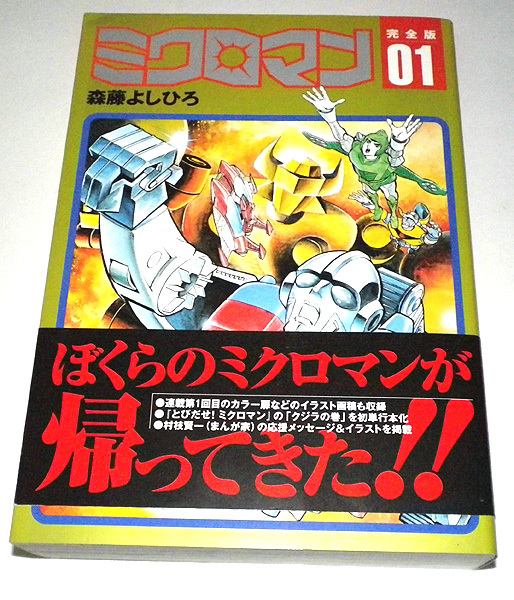 ミクロマン
完全版
01
森藤よしひろ
ぼくらのミクロマンが
●連載第1回目のカラー扉などのイラスト画稿も収録
●「とびだせ!ミクロマン」の「クジラの巻」を初単行本化
●村枝賢一(まんが家)の応援メッセージ&イラストを掲載
帰ってきた!!